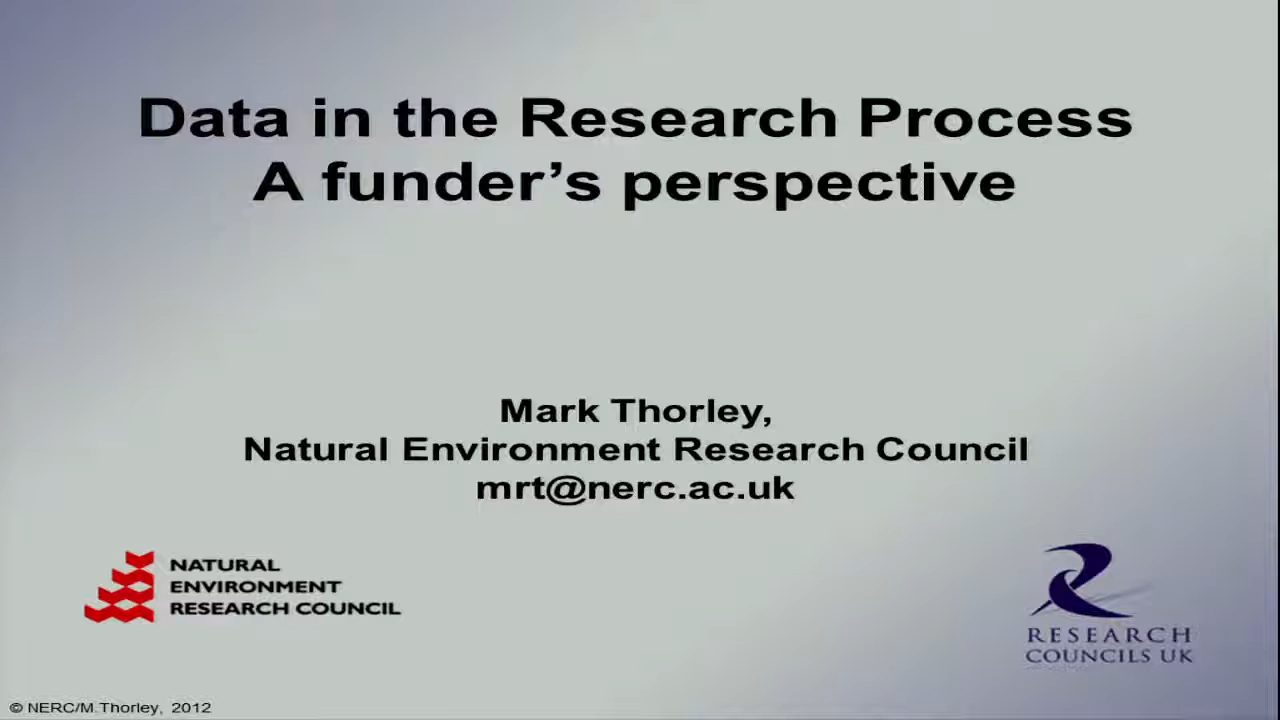 Data in the Research Process
A funder’s perspective
Mark Thorley,
Natural Environment Research Council
mrt@nerc.ac.uk
NATURAL
ENVIRONMENT
RESEARCH COUNCIL
RESEARCH
COUNCILS UK
© NERC/M Thorley, 2012